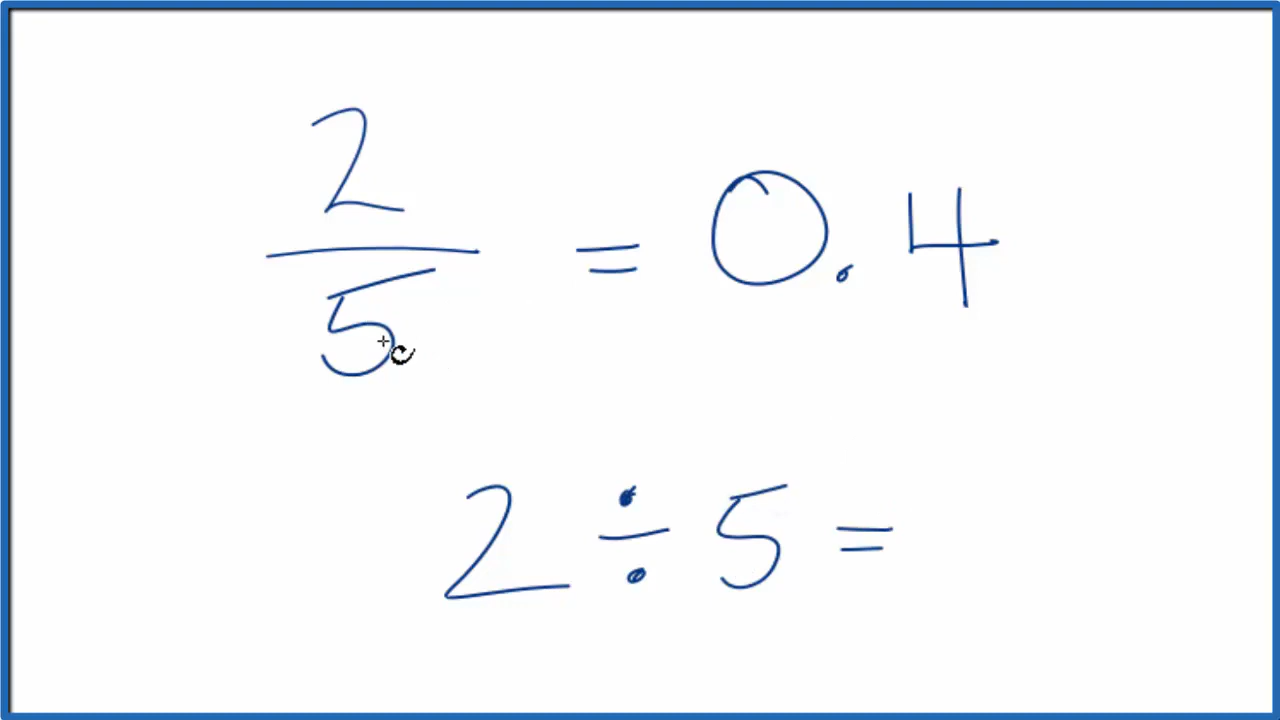 2/5 = 0.4
2 ÷ 5 =